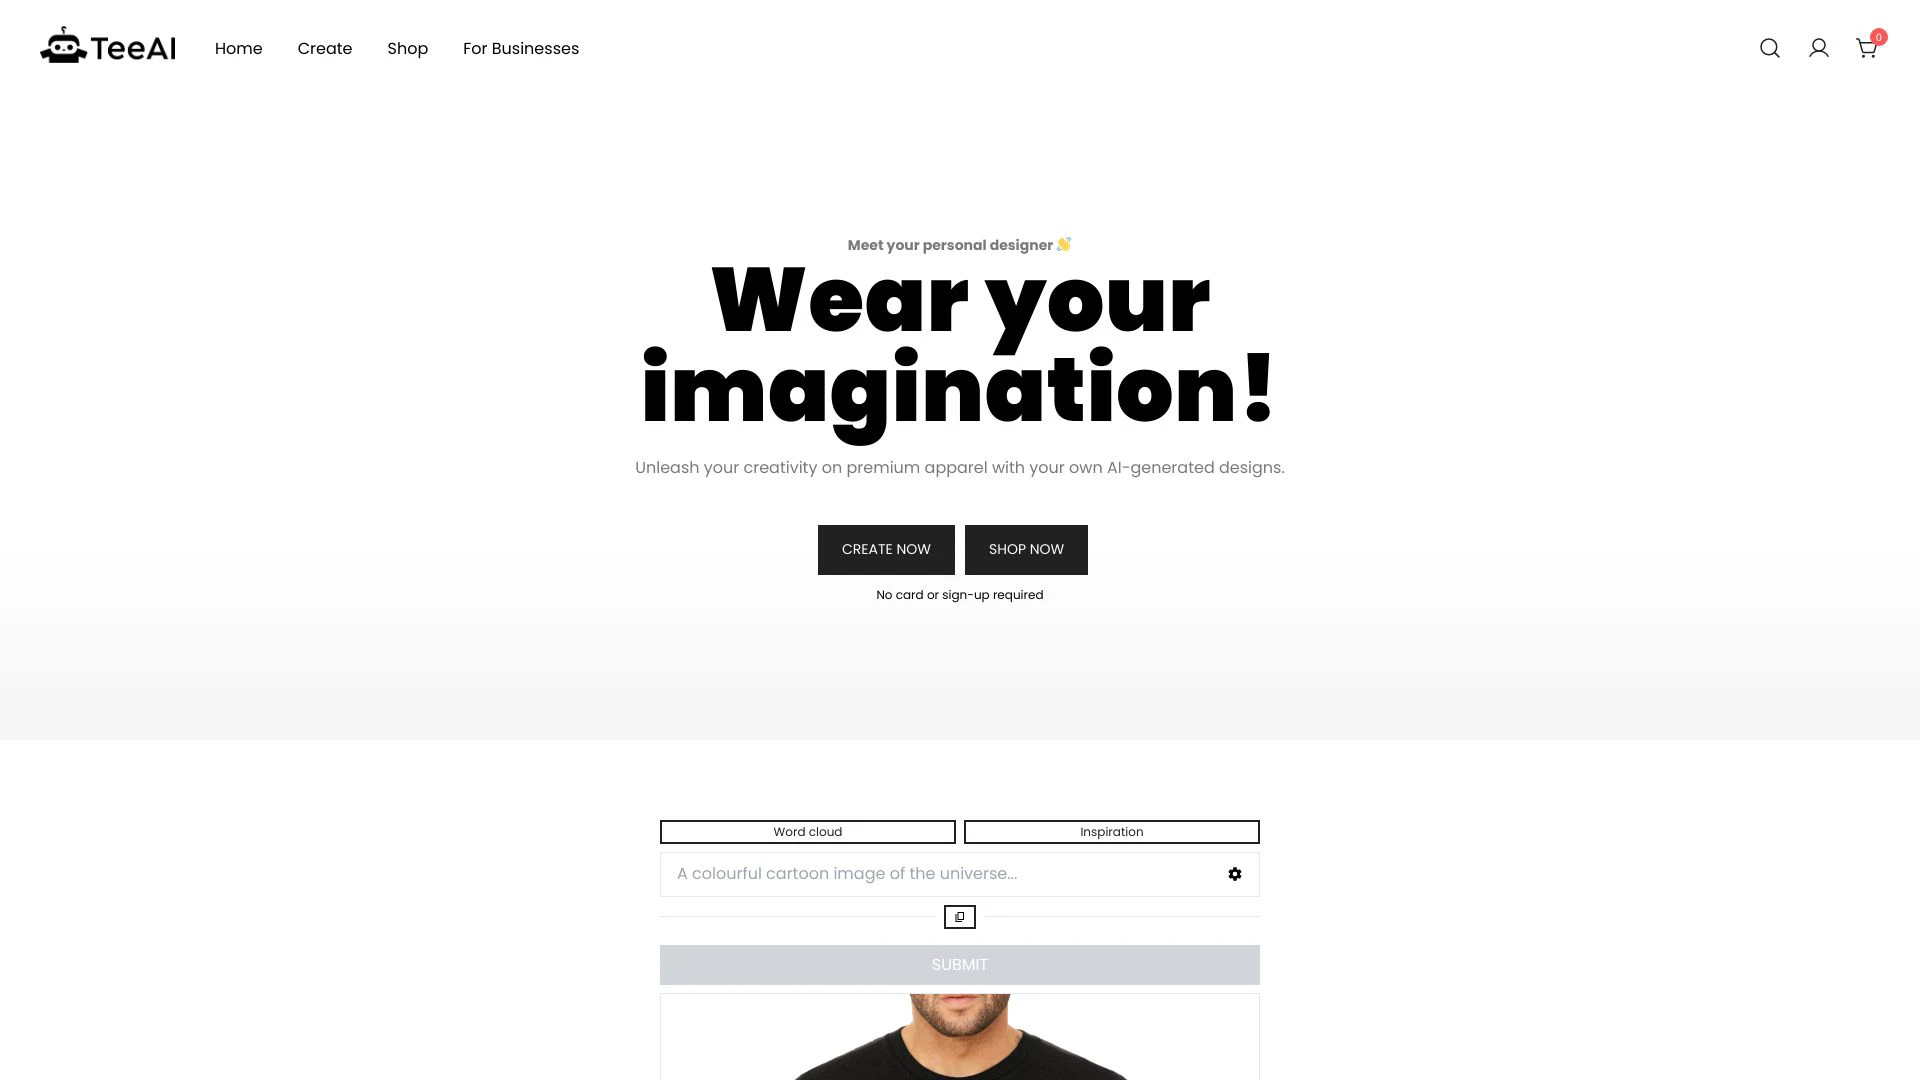 TeeAI
Home
Create
Shop
For Businesses
0
Meet your personal designer 👋
Wear your
imagination!
Unleash your creativity on premium apparel with your own AI-generated designs.
CREATE NOW
SHOP NOW
No card or sign-up required
Word cloud
Inspiration
A colourful cartoon image of the universe...
SUBMIT